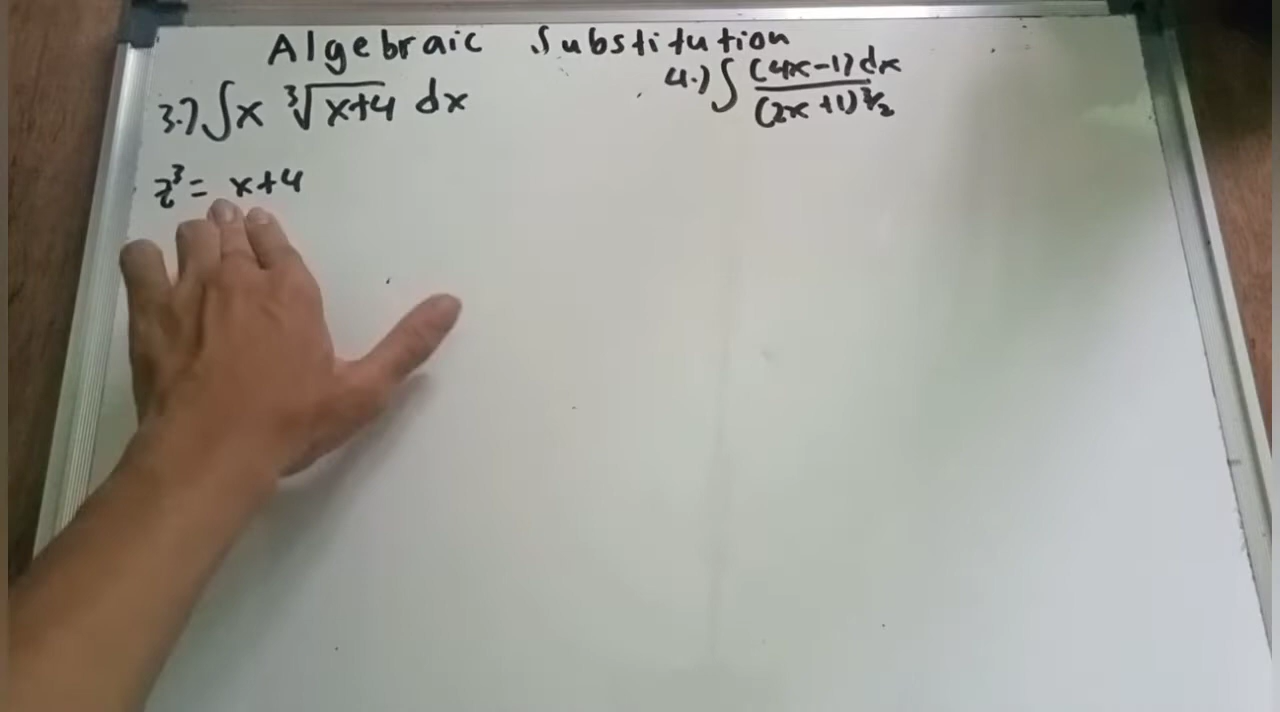 Algebraic Substitution
3.) ∫x ∛(x+4) dx
4.) ∫ (4x-1)dx / (2x+1)^3/2
z³ = x+4